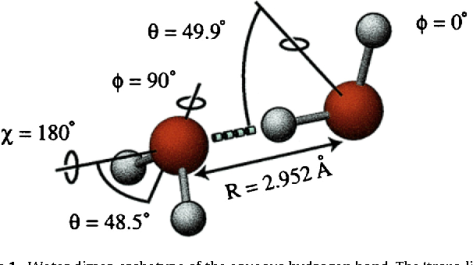 θ = 49.9°
ϕ = 0°
ϕ = 90°
χ = 180°
R = 2.952 Å
θ = 48.5°